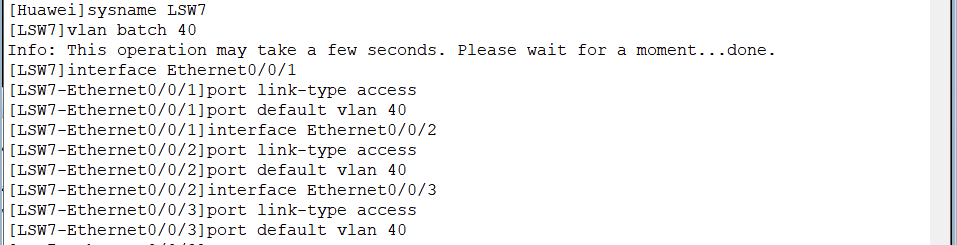 [Huawei]sysname LSW7
[LSW7]vlan batch 40
Info: This operation may take a few seconds. Please wait for a moment...done.
[LSW7]interface Ethernet0/0/1
[LSW7-Ethernet0/0/1]port link-type access
[LSW7-Ethernet0/0/1]port default vlan 40
[LSW7-Ethernet0/0/1]interface Ethernet0/0/2
[LSW7-Ethernet0/0/2]port link-type access
[LSW7-Ethernet0/0/2]port default vlan 40
[LSW7-Ethernet0/0/2]interface Ethernet0/0/3
[LSW7-Ethernet0/0/3]port link-type access
[LSW7-Ethernet0/0/3]port default vlan 40